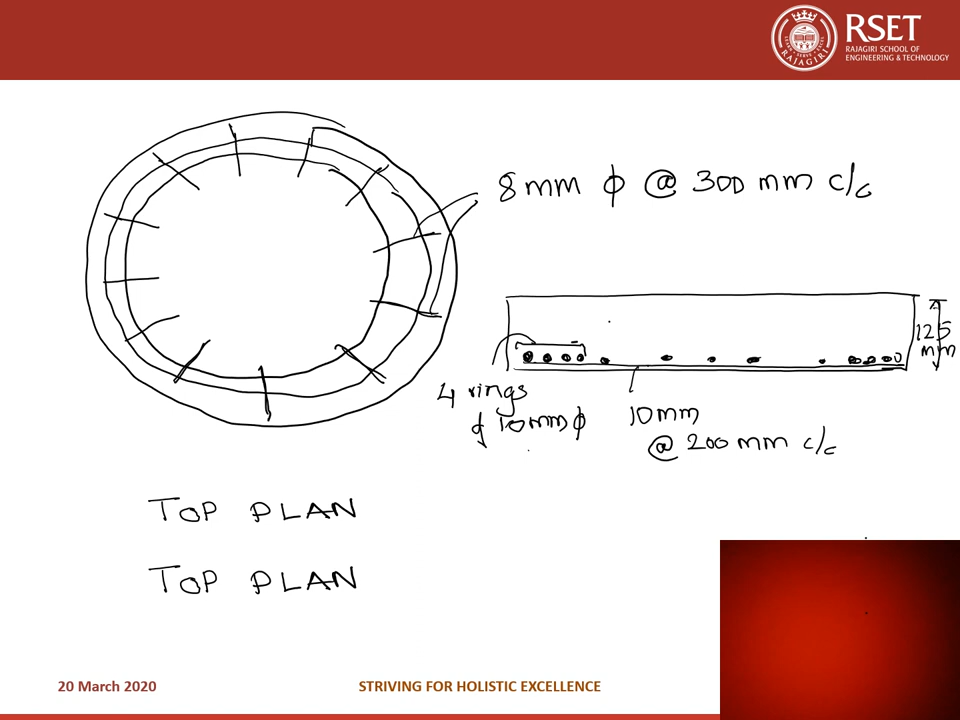 RSET
RAJAGIRI SCHOOL OF
ENGINEERING & TECHNOLOGY
RAJAGIRI
8 mm ϕ @ 300 mm c/c
125
mm
4 rings
of 10mm ϕ
10mm
@ 200 mm c/c
TOP PLAN
TOP PLAN
20 March 2020
STRIVING FOR HOLISTIC EXCELLENCE